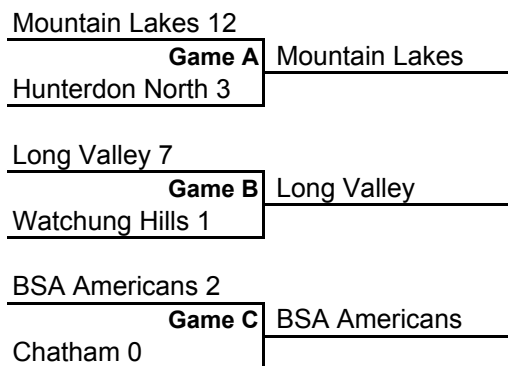 Mountain Lakes 12
Game A Mountain Lakes
Hunterdon North 3
Long Valley 7
Game B Long Valley
Watchung Hills 1
BSA Americans 2
Game C BSA Americans
Chatham 0